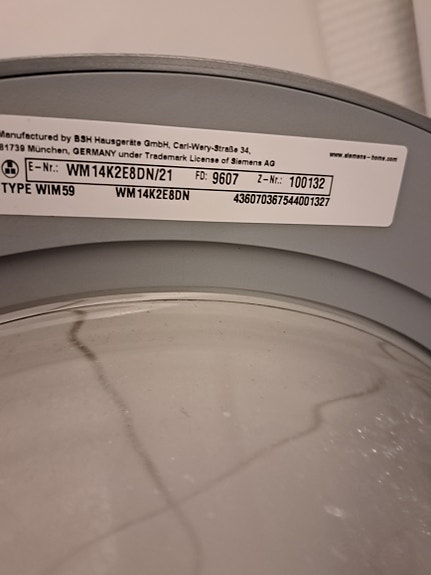 Manufactured by BSH Hausgeräte GmbH, Carl-Wery-Straße 34,
81739 München, GERMANY under Trademark License of Siemens AG
www.siemens-home.com
E-Nr.: WM14K2E8DN/21 FD: 9607 Z-Nr.: 100132
TYPE WIM59 WM14K2E8DN 436070367544001327